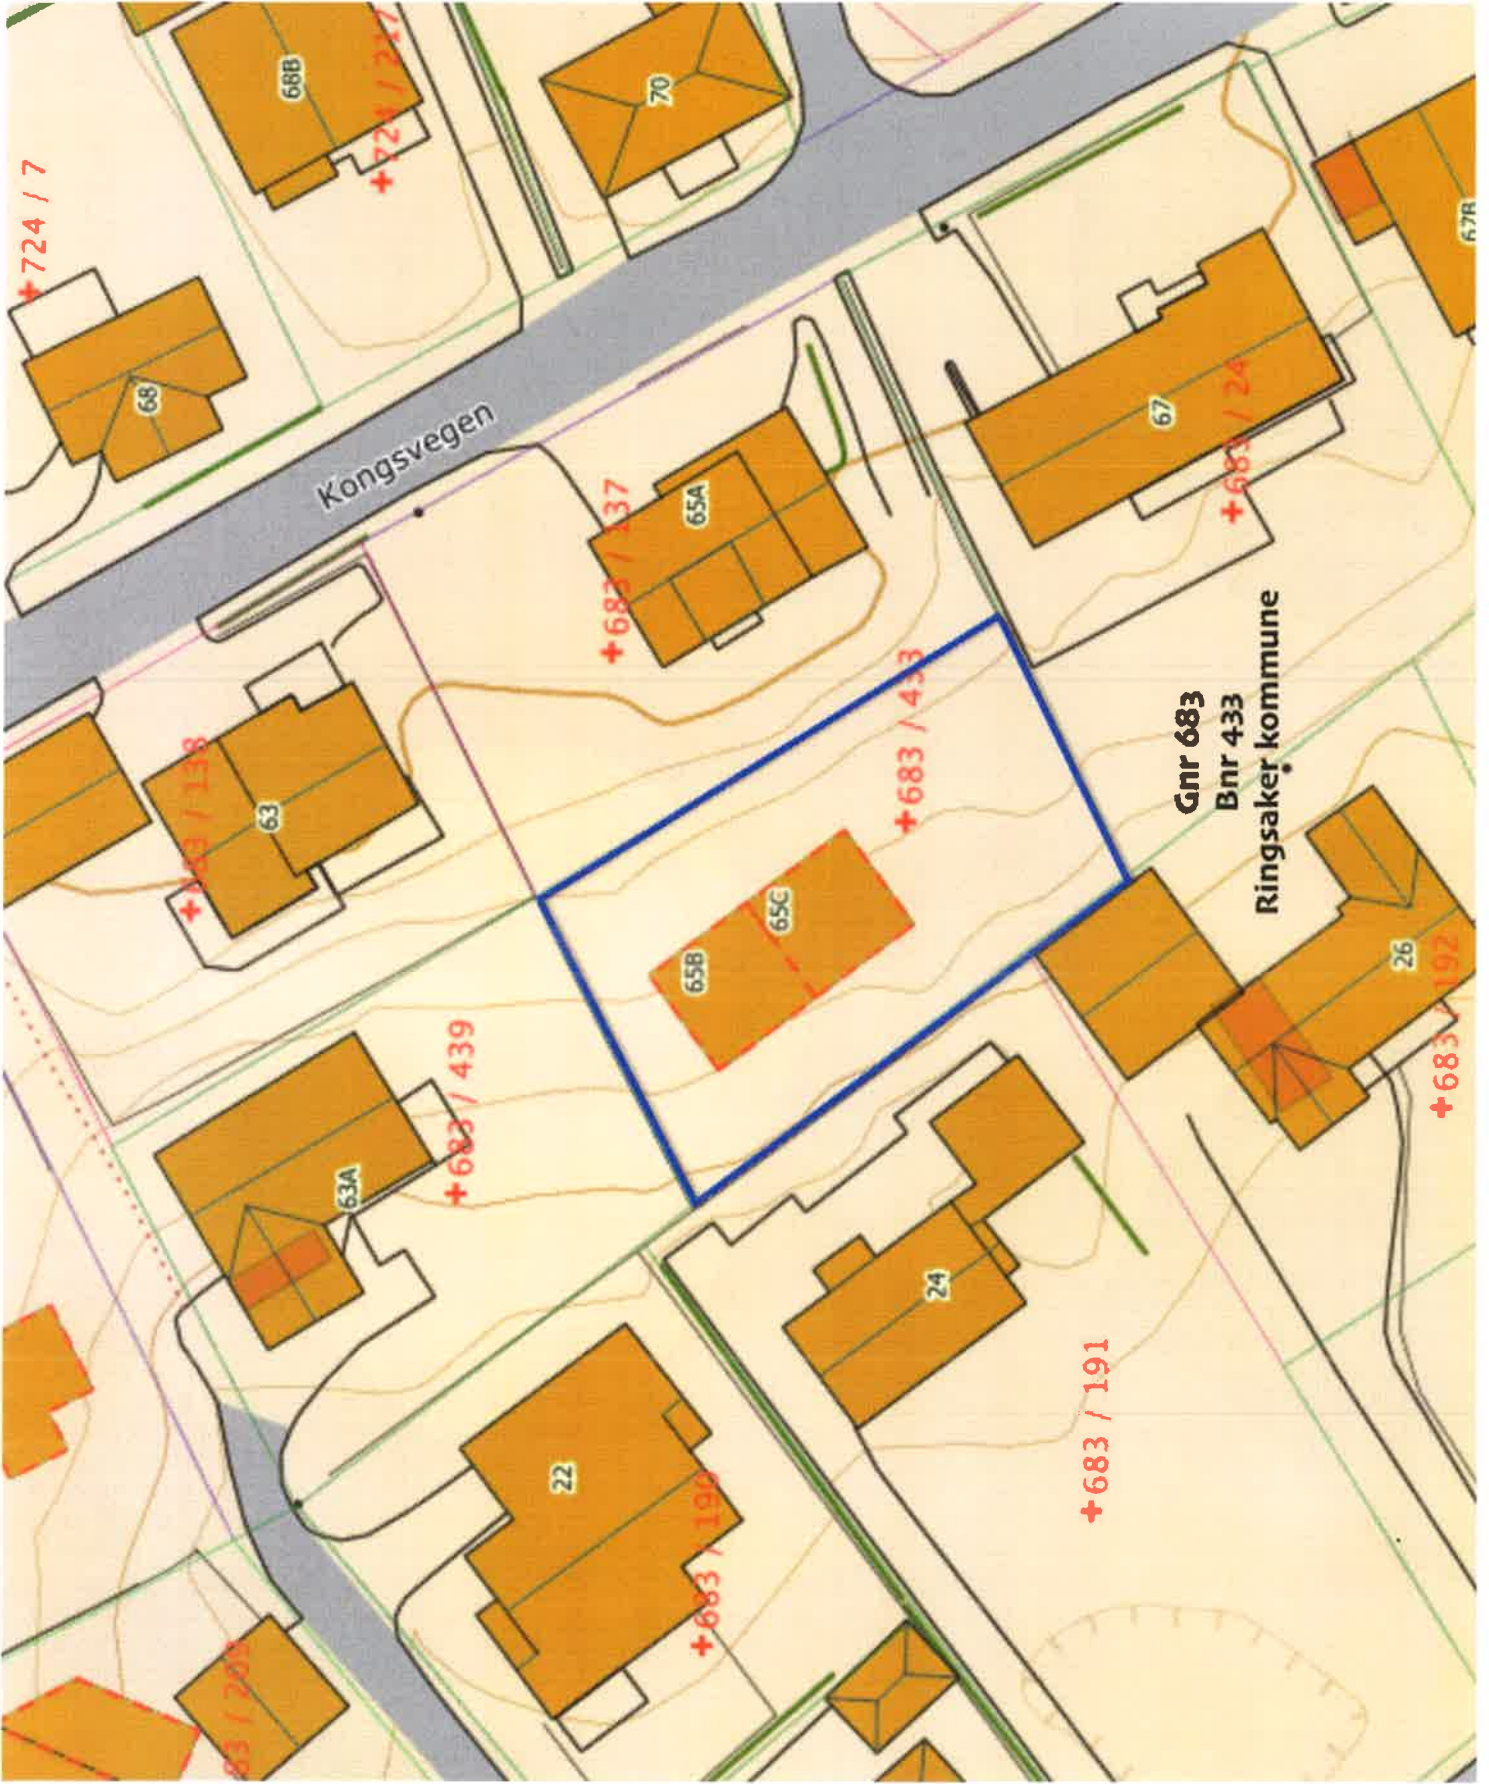 +724 / 7
68B
+724 / 217
70
68
Kongsvegen
65A
+683 / 137
67
+683 / 24
67B
63
+683 / 138
+683 / 433
65B
65C
Gnr 683
Bnr 433
Ringsaker kommune
63A
+683 / 439
26
+683 / 192
24
22
+683 / 190
+683 / 191
83 / 209